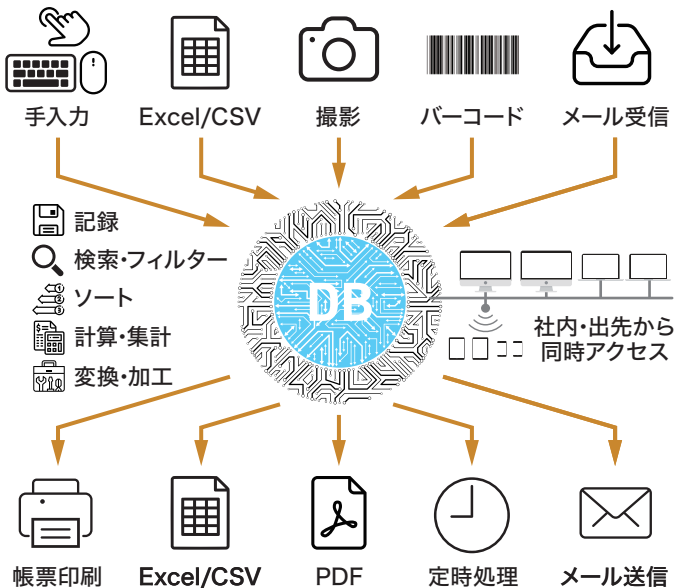 手入力
Excel/CSV
撮影
バーコード
メール受信
記録
検索・フィルター
ソート
計算・集計
変換・加工
DB
社内・出先から
同時アクセス
帳票印刷
Excel/CSV
PDF
定時処理
メール送信